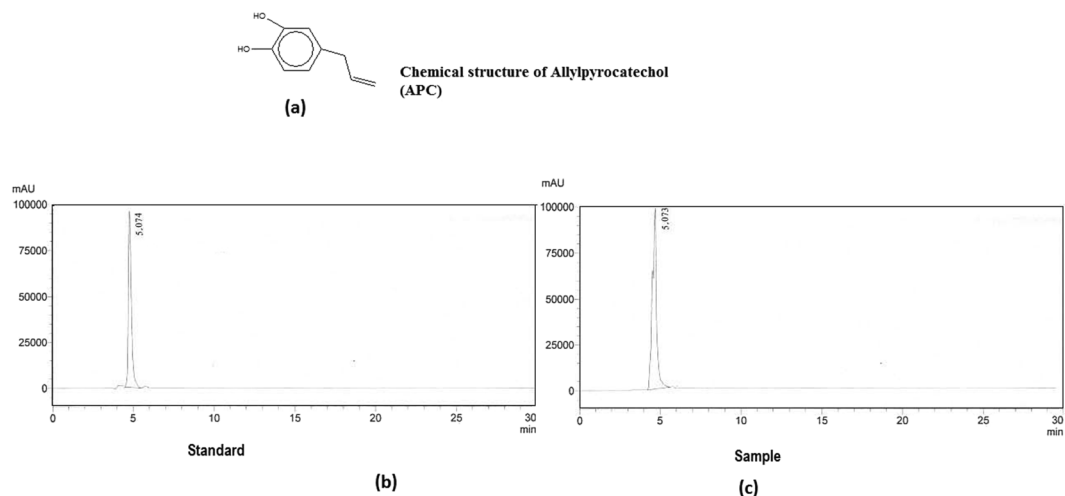 HO
HO
Chemical structure of Allylpyrocatechol
(APC)
(a)
mAU
100000
75000
50000
25000
0
5.074
0 5 10 15 20 25 30
min
Standard
(b)
mAU
100000
75000
50000
25000
0
5.073
0 5 10 15 20 25 30
min
Sample
(c)